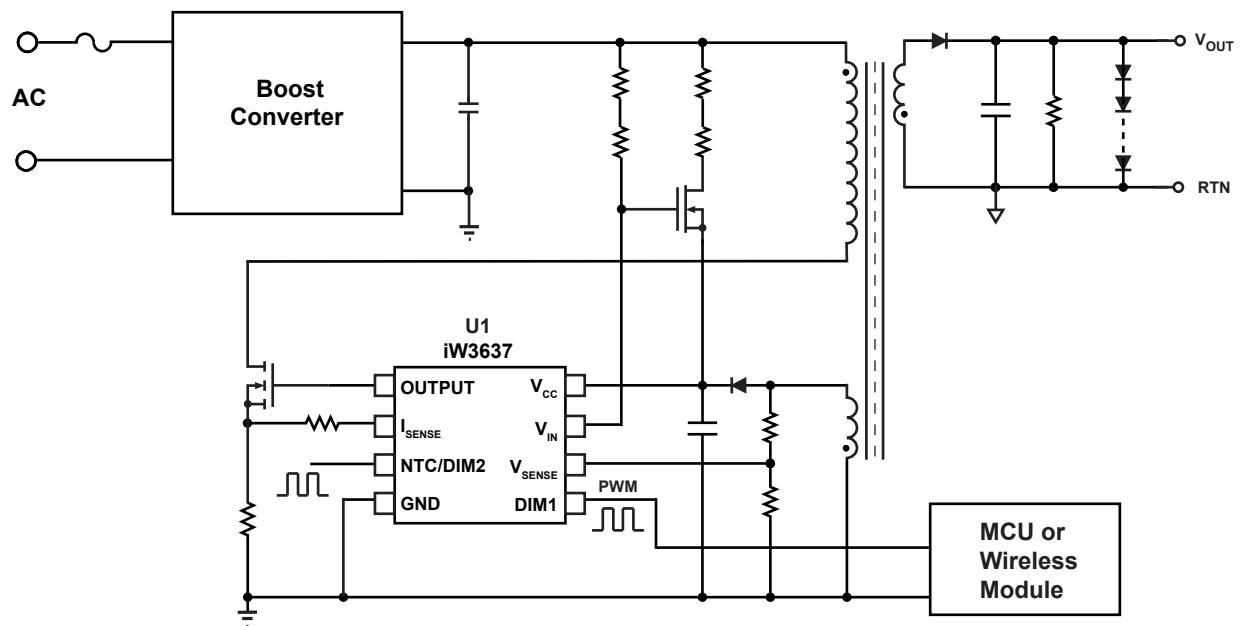 AC
Boost
Converter
VOUT
RTN
U1
iW3637
OUTPUT
ISENSE
NTC/DIM2
GND
VCC
VIN
VSENSE
DIM1
PWM
MCU or
Wireless
Module